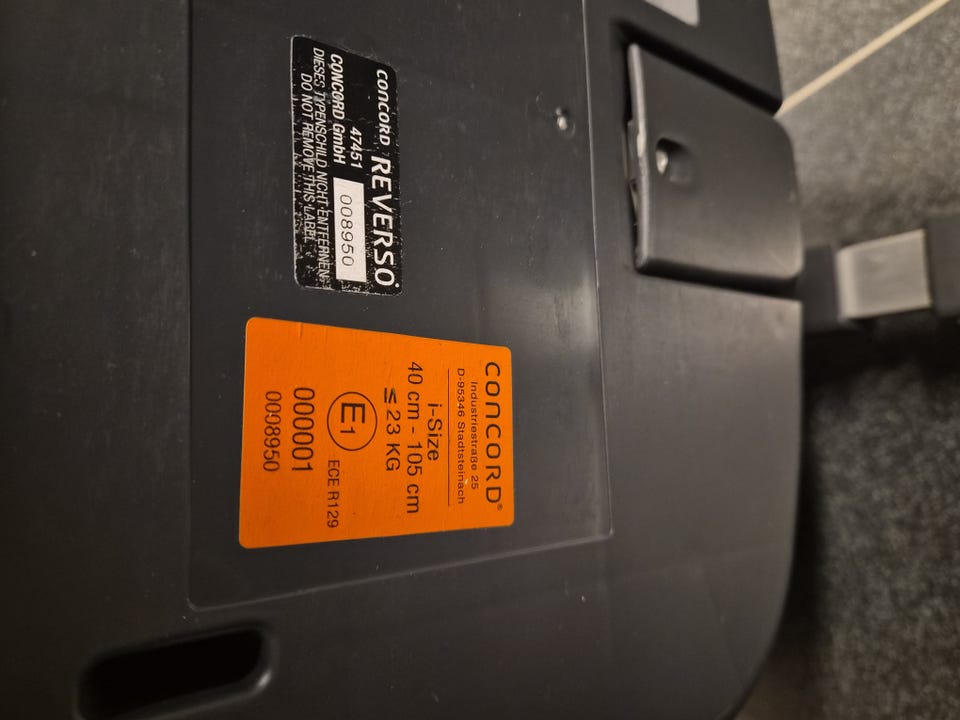 CONCORD REVERSO
47451 008950
CONCORD GmbH
DIESES TYPENSCHILD NICHT ENTFERNEN.
DO NOT REMOVE THIS LABEL
CONCORD®
Industriestraße 25
D-95346 Stadtsteinach
i-Size
40 cm - 105 cm
≤ 23 KG
E1 ECE R129
000001
0008950